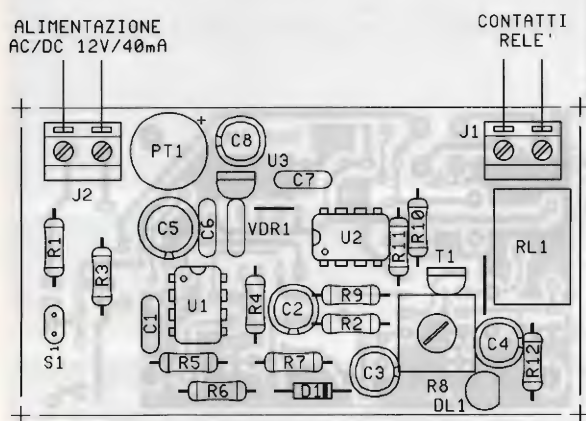 ALIMENTAZIONE
AC/DC 12V/40mA
CONTATTI
RELE'
J1
J2
PT1
+
C8
U3
C7
C5
C6
VDR1
U2
R11
R10
RL1
T1
R1
R3
S1
C1
U1
R4
C2
R9
R2
R5
R7
R6
D1
C3
R8
DL1
C4
R12